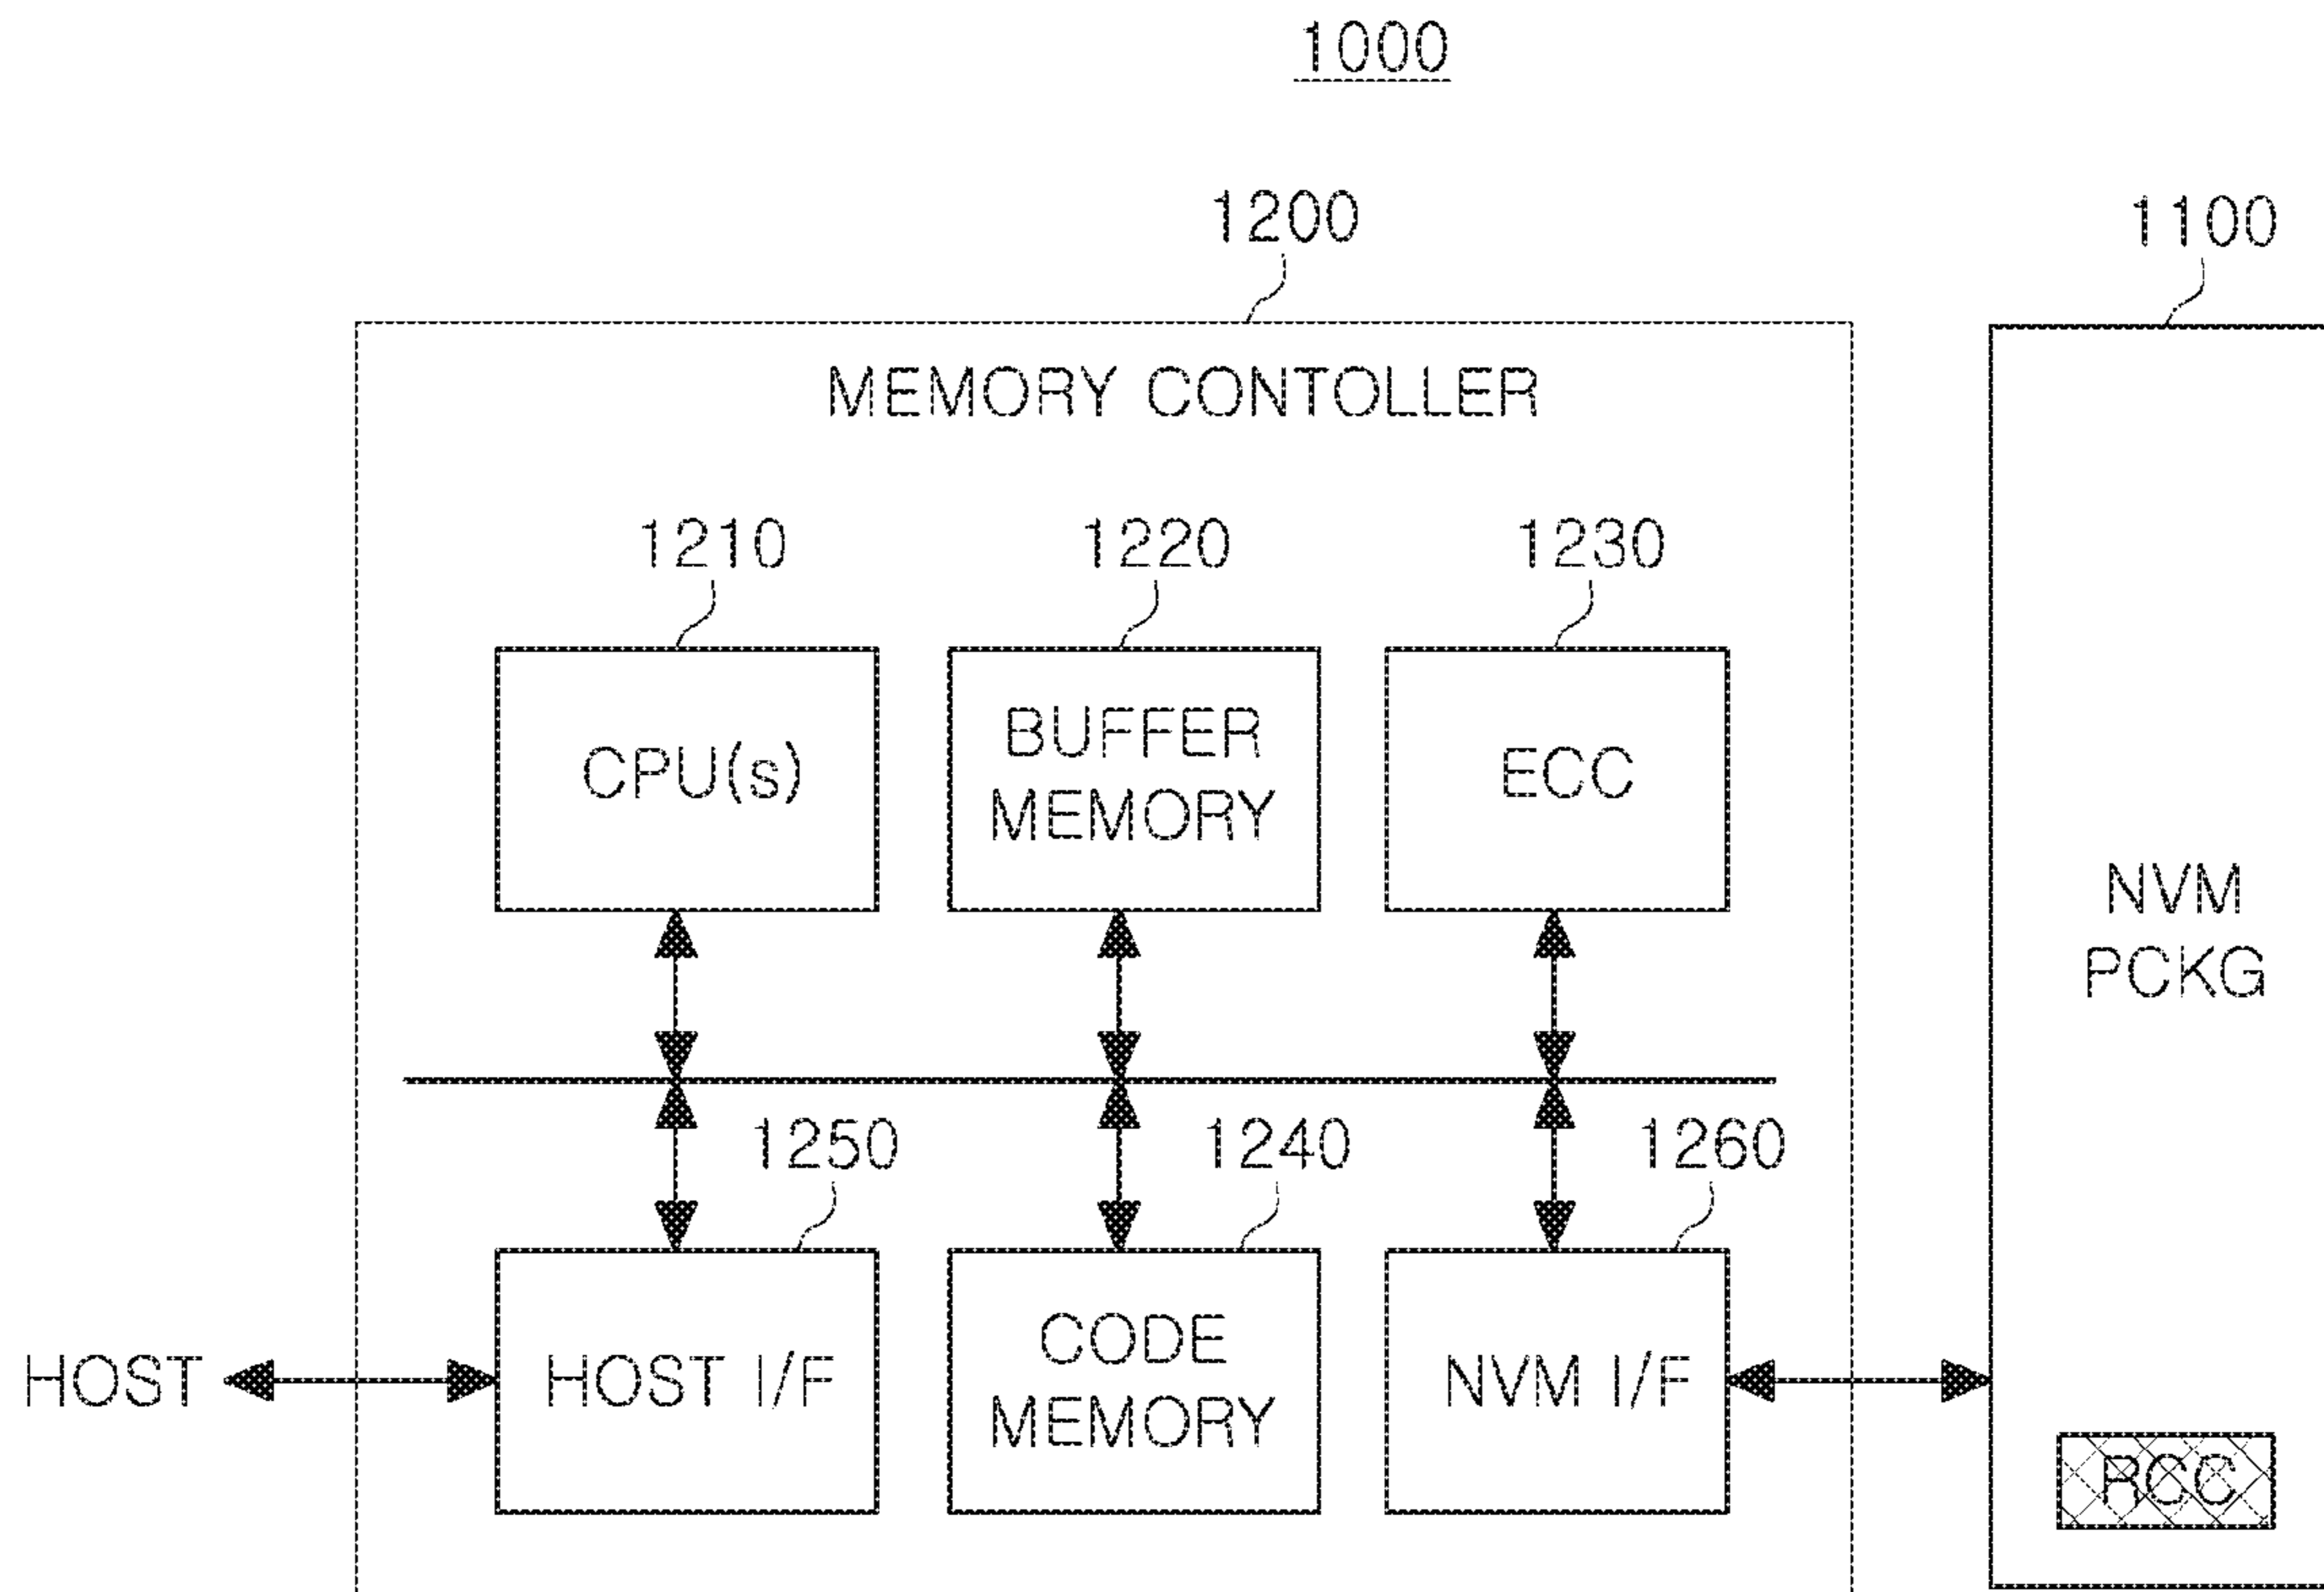 1000
1200
1100
MEMORY CONTOLLER
1210
1220
1230
CPU(s)
BUFFER
MEMORY
ECC
NVM
PCKG
1250
1240
1260
HOST
HOST I/F
CODE
MEMORY
NVM I/F
RCC